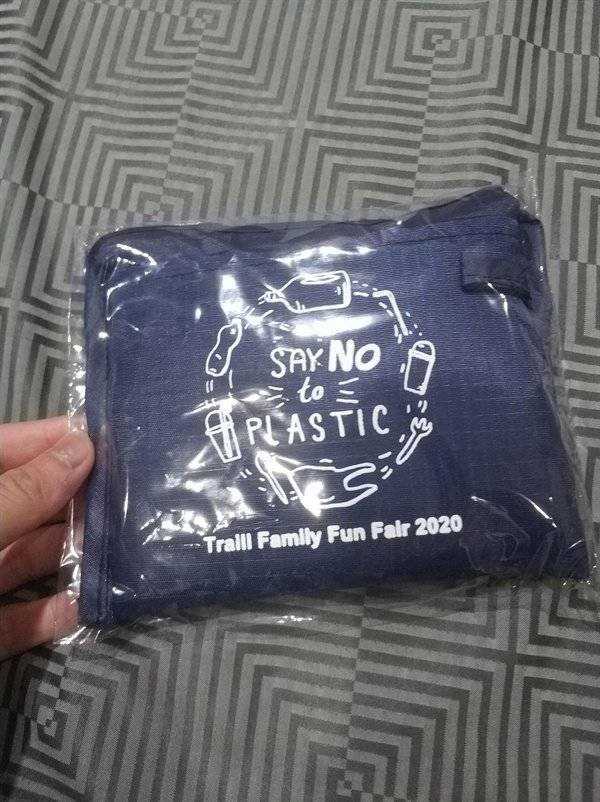 SAY NO
to
PLASTIC
Traill Family Fun Fair 2020